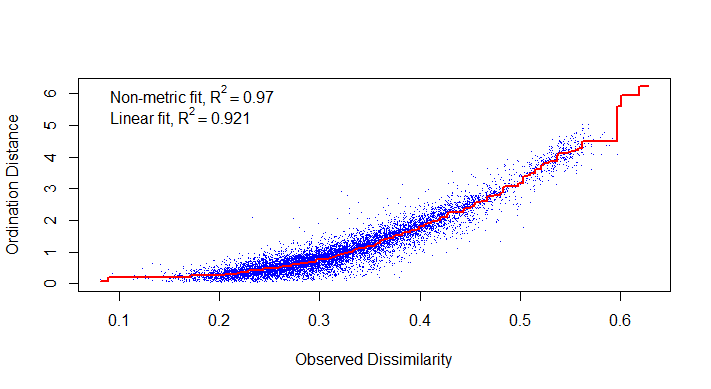 Non-metric fit, R² = 0.97
Linear fit, R² = 0.921
Ordination Distance
6
5
4
3
2
1
0
0.1 0.2 0.3 0.4 0.5 0.6
Observed Dissimilarity